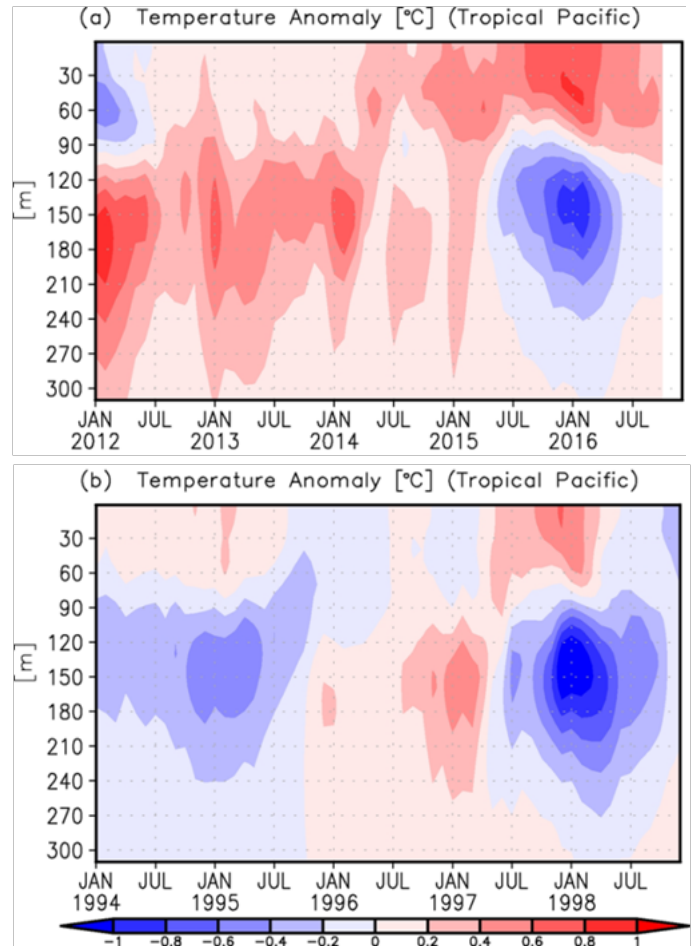 (a) Temperature Anomaly [°C] (Tropical Pacific)
30
60
90
120
150
180
210
240
270
300
[m]
JAN JUL JAN JUL JAN JUL JAN JUL JAN JUL
2012 2013 2014 2015 2016
(b) Temperature Anomaly [°C] (Tropical Pacific)
30
60
90
120
150
180
210
240
270
300
[m]
JAN JUL JAN JUL JAN JUL JAN JUL JAN JUL
1994 1995 1996 1997 1998
-1 -0.8 -0.6 -0.4 -0.2 0 0.2 0.4 0.6 0.8 1